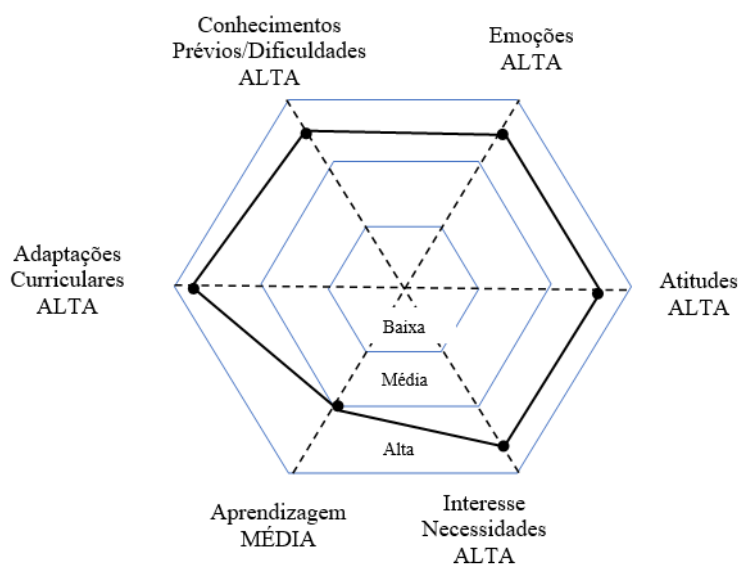 Conhecimentos
Prévios/Dificuldades
ALTA
Emoções
ALTA
Adaptações
Curriculares
ALTA
Atitudes
ALTA
Baixa
Média
Alta
Aprendizagem
MÉDIA
Interesse
Necessidades
ALTA